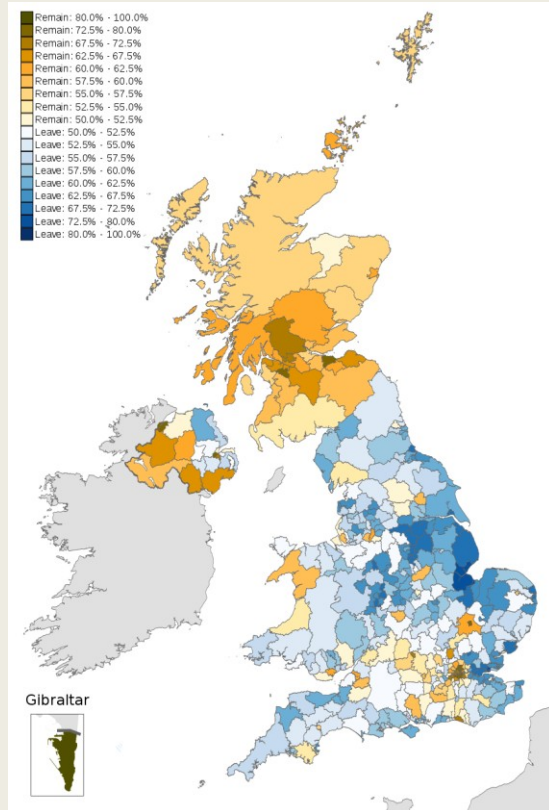 Remain: 80.0% - 100.0%
Remain: 72.5% - 80.0%
Remain: 67.5% - 72.5%
Remain: 62.5% - 67.5%
Remain: 60.0% - 62.5%
Remain: 57.5% - 60.0%
Remain: 55.0% - 57.5%
Remain: 52.5% - 55.0%
Remain: 50.0% - 52.5%
Leave: 50.0% - 52.5%
Leave: 52.5% - 55.0%
Leave: 55.0% - 57.5%
Leave: 57.5% - 60.0%
Leave: 60.0% - 62.5%
Leave: 62.5% - 67.5%
Leave: 67.5% - 72.5%
Leave: 72.5% - 80.0%
Leave: 80.0% - 100.0%
Gibraltar